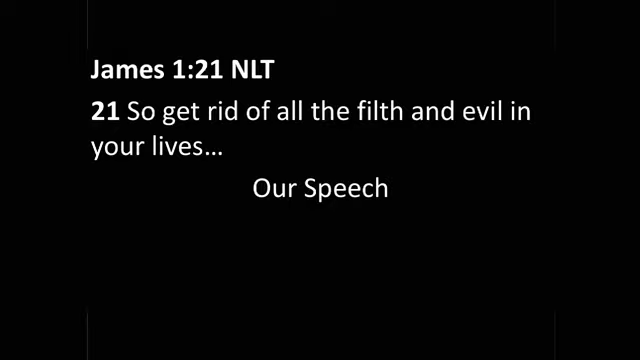 James 1:21 NLT
21 So get rid of all the filth and evil in
your lives…
Our Speech